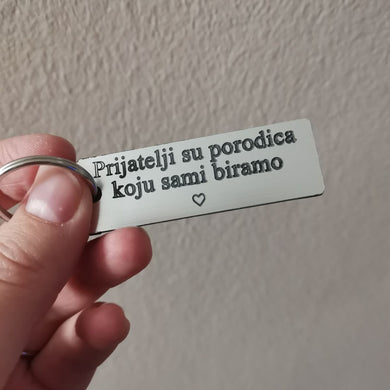 Prijatelji su porodica
koju sami biramo
♡